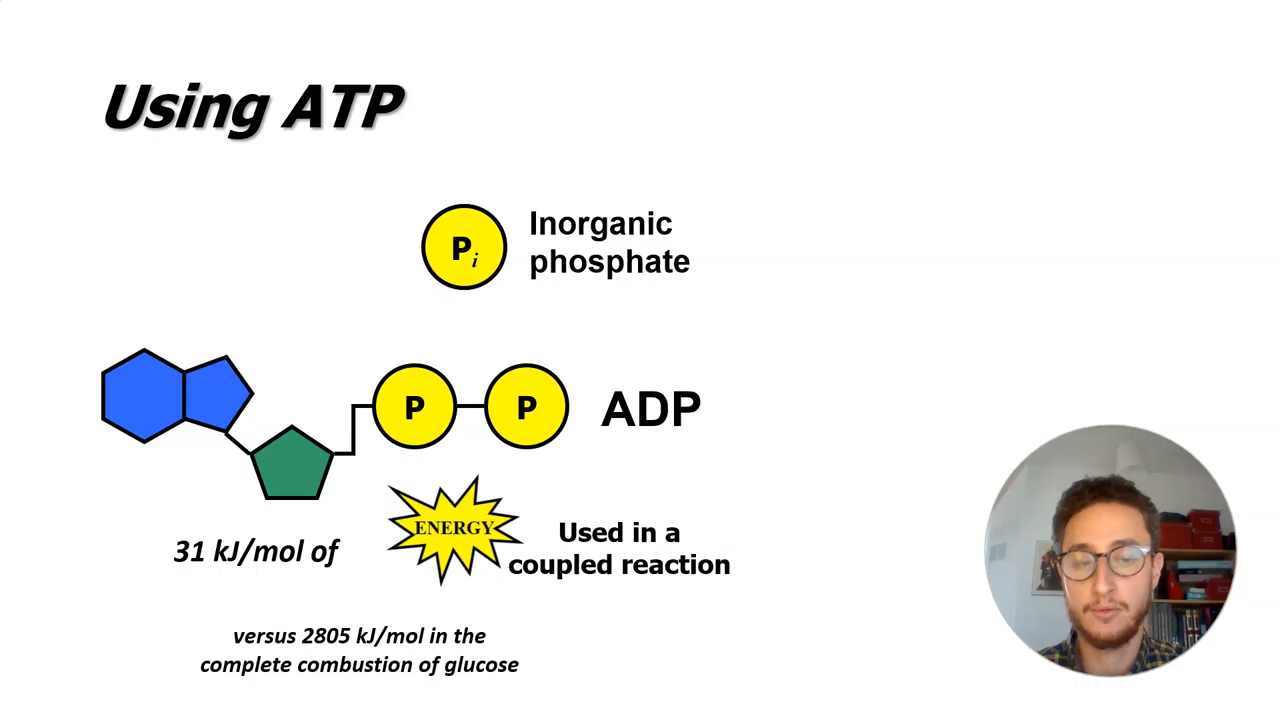 Using ATP
Pi
Inorganic
phosphate
P
P
ADP
ENERGY
31 kJ/mol of
Used in a
coupled reaction
versus 2805 kJ/mol in the
complete combustion of glucose